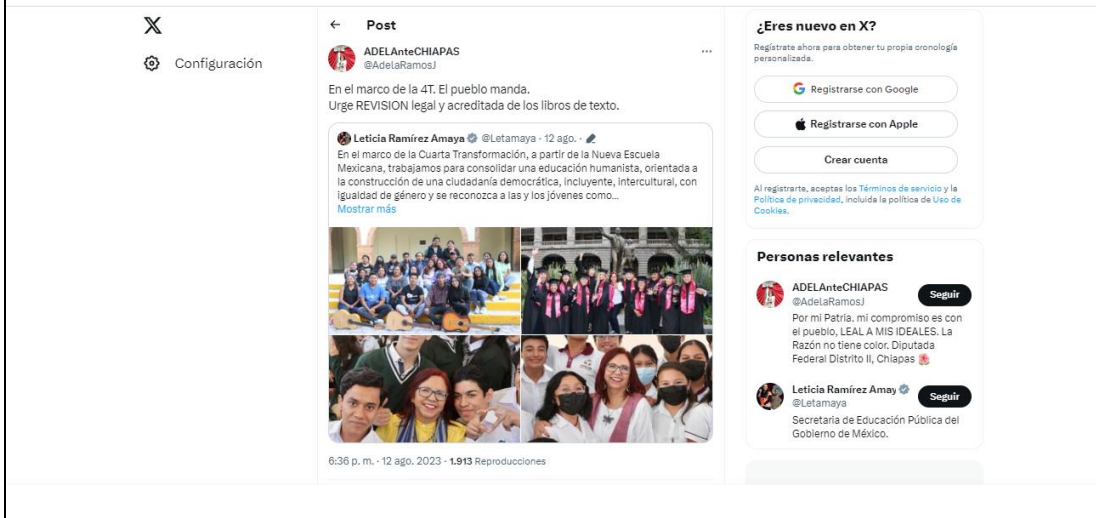 Configuración
Post
ADELAnteCHIAPAS
@AdelaRamosJ
En el marco de la 4T. El pueblo manda.
Urge REVISION legal y acreditada de los libros de texto.
Leticia Ramírez Amaya @Letamaya · 12 ago. ·
En el marco de la Cuarta Transformación, a partir de la Nueva Escuela
Mexicana, trabajamos para consolidar una educación humanista, orientada a
la construcción de una ciudadanía democrática, incluyente, intercultural, con
igualdad de género y se reconozca a las y los jóvenes como...
Mostrar más
6:36 p. m. · 12 ago. 2023 · 1.913 Reproducciones
¿Eres nuevo en X?
Regístrate ahora para obtener tu propia cronología
personalizada.
Registrarse con Google
Registrarse con Apple
Crear cuenta
Al registrarte, aceptas los Términos de servicio y la
Política de privacidad, incluida la política de Uso de
Cookies.
Personas relevantes
ADELAnteCHIAPAS
@AdelaRamosJ
Seguir
Por mi Patria. mi compromiso es con
el pueblo, LEAL A MIS IDEALES. La
Razón no tiene color. Diputada
Federal Distrito II, Chiapas
Leticia Ramírez Amay
@Letamaya
Seguir
Secretaria de Educación Pública del
Gobierno de México.